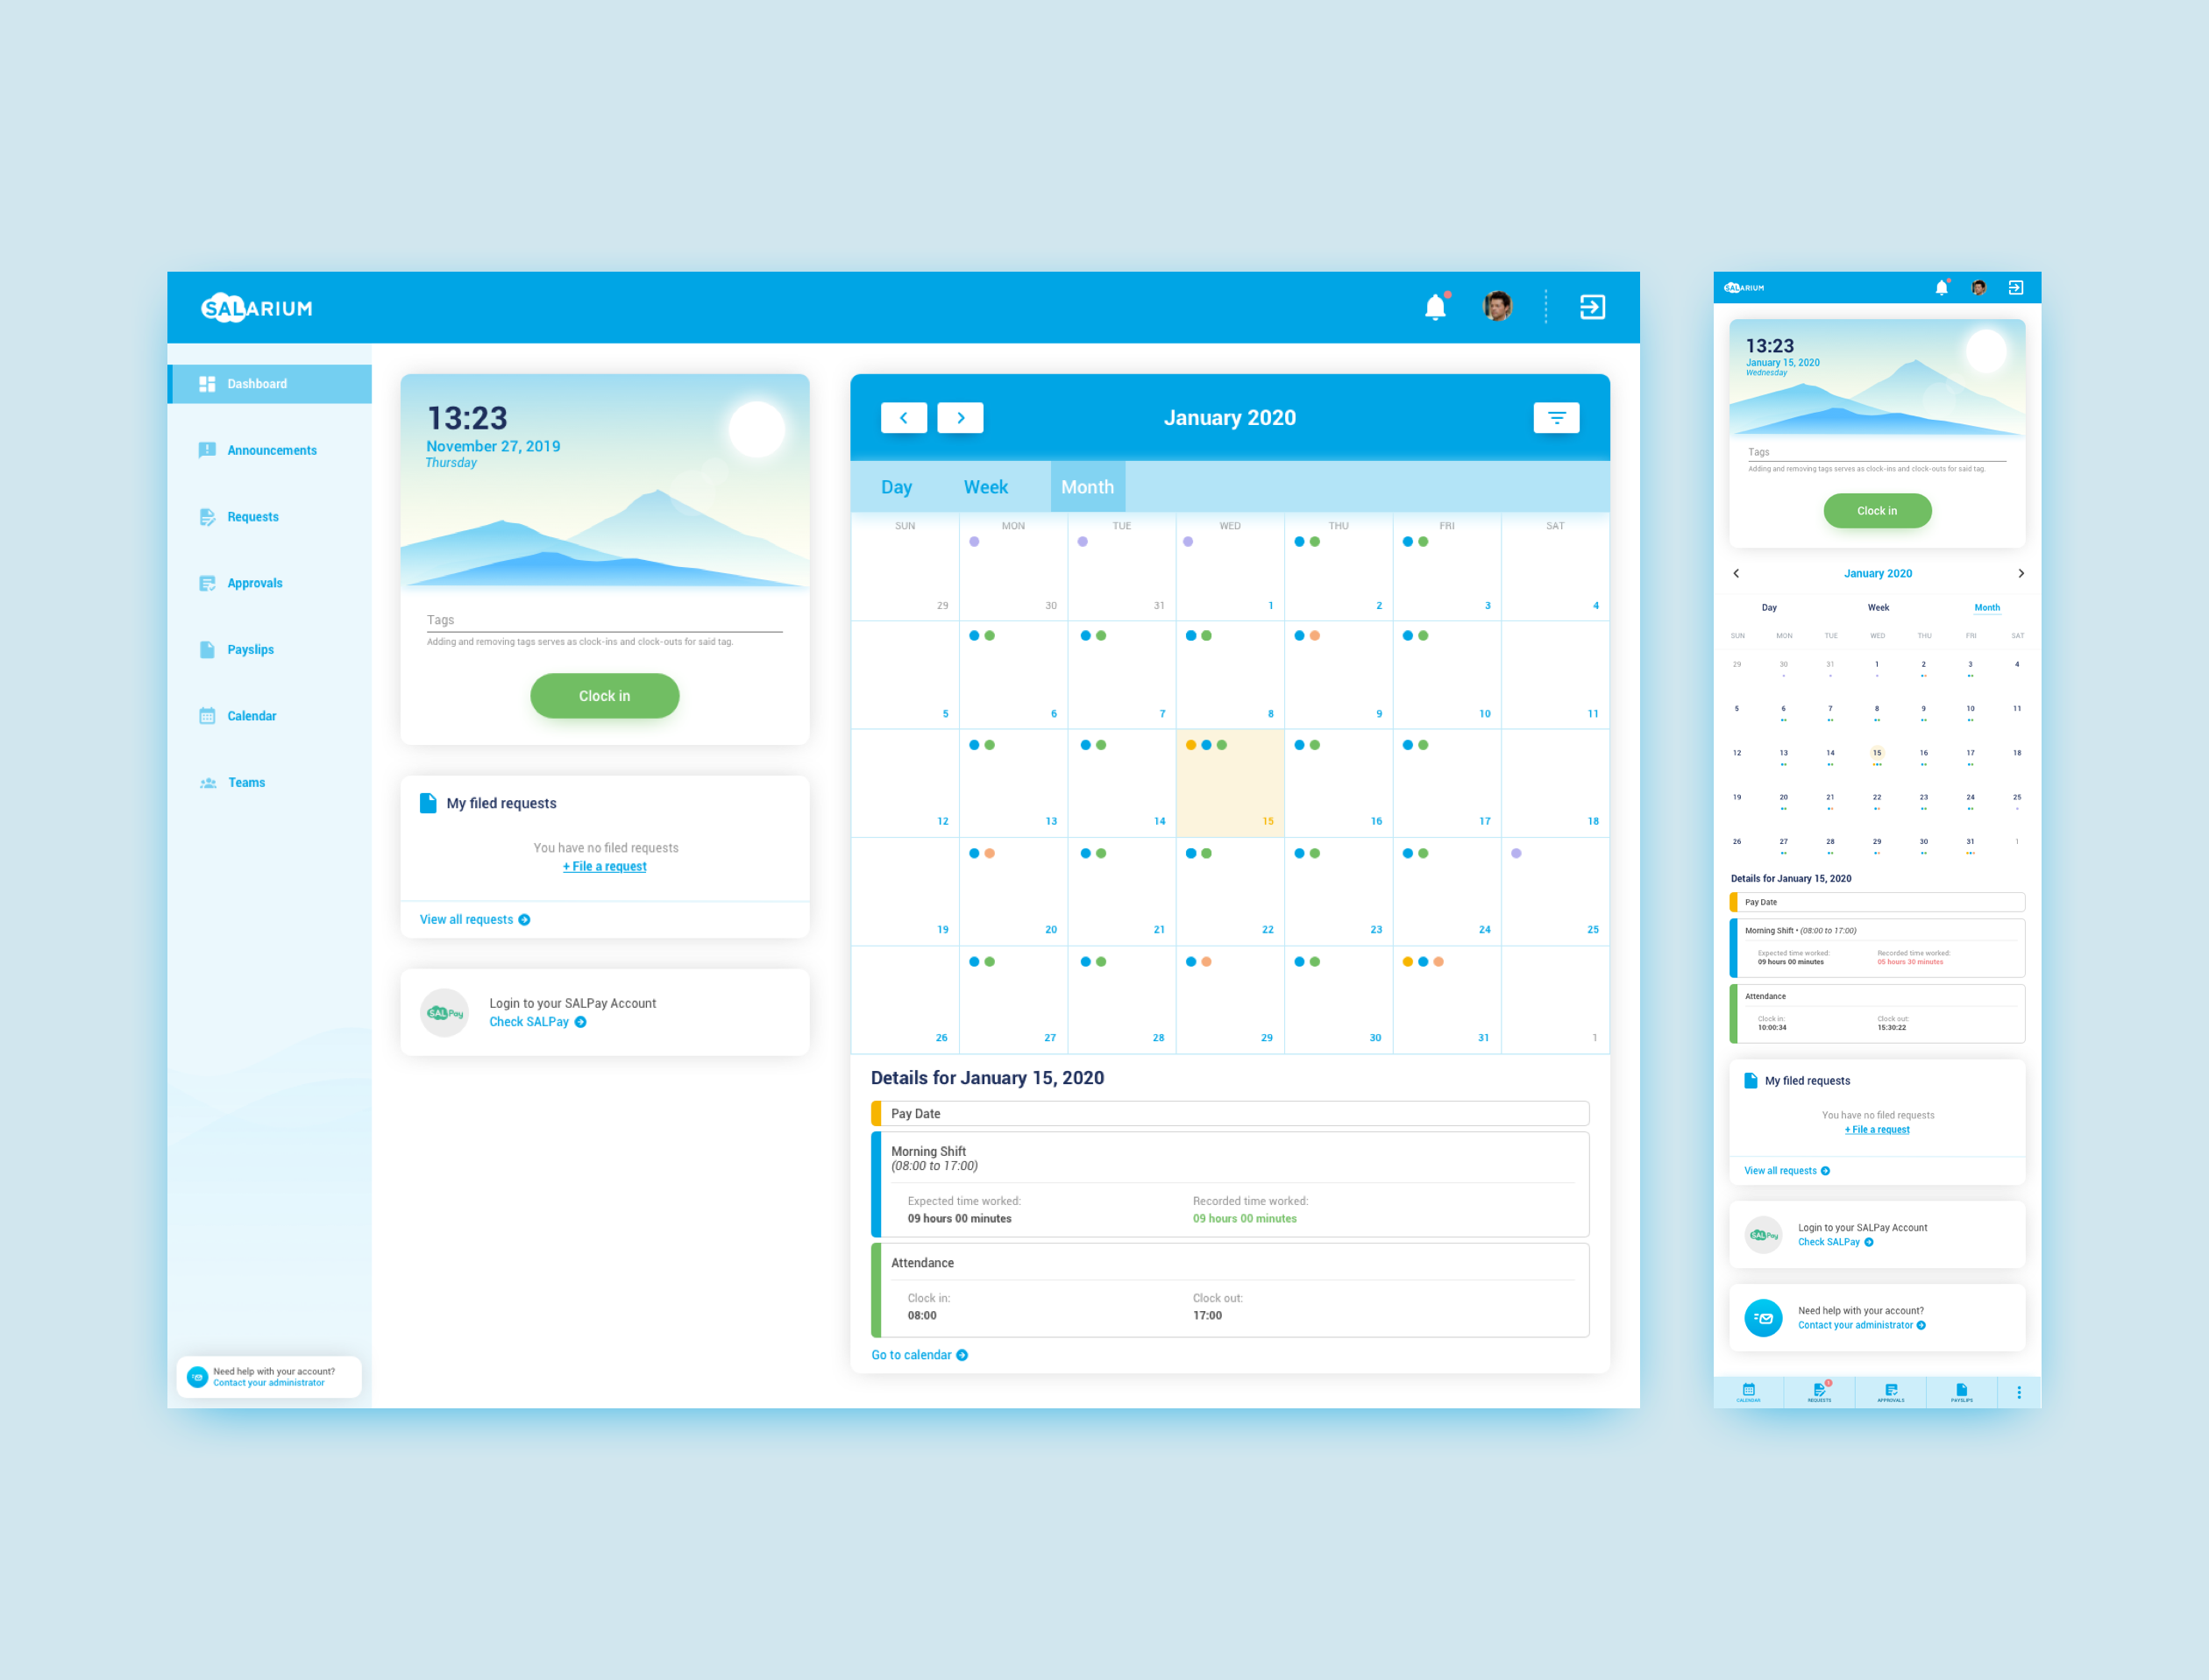 SALARIUM
Dashboard
Announcements
Requests
Approvals
Payslips
Calendar
Teams
Need help with your account?
Contact your administrator
13:23
November 27, 2019
Thursday
Tags
Adding and removing tags serves as clock-ins and clock-outs for said tag.
Clock in
My filed requests
You have no filed requests
+ File a request
View all requests
SALPay
Login to your SALPay Account
Check SALPay
January 2020
Day Week Month
SUN MON TUE WED THU FRI SAT
29 30 31 1 2 3 4
5 6 7 8 9 10 11
12 13 14 15 16 17 18
19 20 21 22 23 24 25
26 27 28 29 30 31 1
Details for January 15, 2020
Pay Date
Morning Shift
(08:00 to 17:00)
Expected time worked: Recorded time worked:
09 hours 00 minutes 09 hours 00 minutes
Attendance
Clock in: Clock out:
08:00 17:00
Go to calendar
SALARIUM
13:23
January 15, 2020
Wednesday
Tags
Adding and removing tags serves as clock-ins and clock-outs for said tag.
Clock in
January 2020
Day Week Month
SUN MON TUE WED THU FRI SAT
29 30 31 1 2 3 4
5 6 7 8 9 10 11
12 13 14 15 16 17 18
19 20 21 22 23 24 25
26 27 28 29 30 31 1
Details for January 15, 2020
Pay Date
Morning Shift • (08:00 to 17:00)
Expected time worked: Recorded time worked:
09 hours 00 minutes 05 hours 30 minutes
Attendance
Clock in: Clock out:
10:00:34 15:30:22
My filed requests
You have no filed requests
+ File a request
View all requests
SALPay
Login to your SALPay Account
Check SALPay
Need help with your account?
Contact your administrator
CALENDAR REQUESTS APPROVALS PAYSLIPS